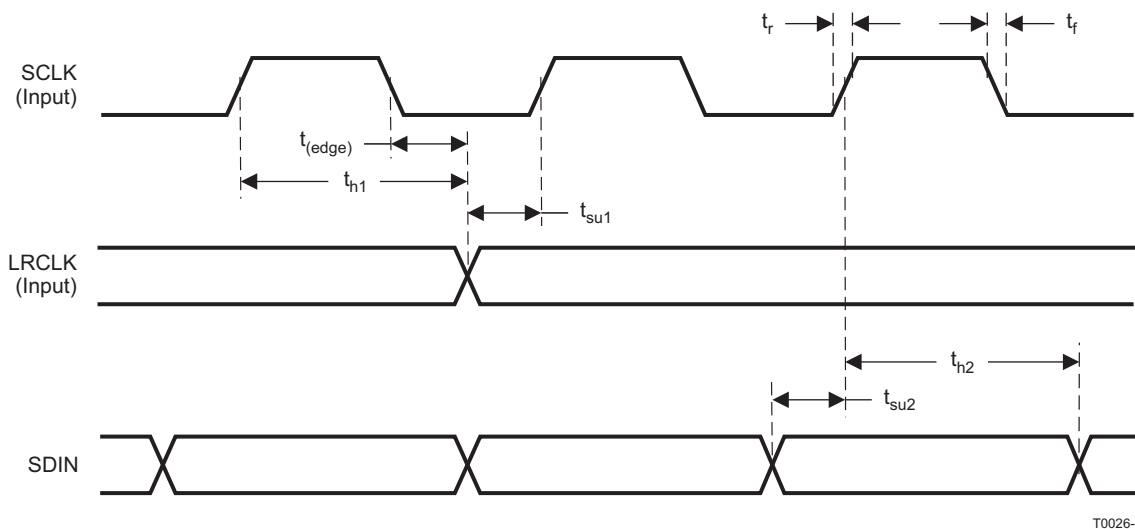 t_r
t_f
SCLK
(Input)
t_(edge)
t_h1
t_su1
LRCLK
(Input)
t_h2
t_su2
SDIN
T0026-